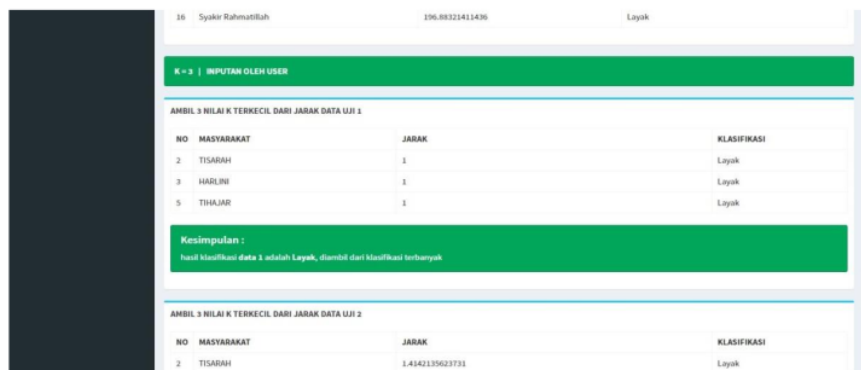 16 Syakir Rahmatillah 196.88321411436 Layak
K = 3 | INPUTAN OLEH USER
AMBIL 3 NILAI K TERKECIL DARI JARAK DATA UJI 1
NO MASYARAKAT JARAK KLASIFIKASI
2 TISARAH 1 Layak
3 HARLINI 1 Layak
5 TIHAJAR 1 Layak
Kesimpulan :
hasil klasifikasi data 1 adalah Layak, diambil dari klasifikasi terbanyak
AMBIL 3 NILAI K TERKECIL DARI JARAK DATA UJI 2
NO MASYARAKAT JARAK KLASIFIKASI
2 TISARAH 1.4142135623731 Layak